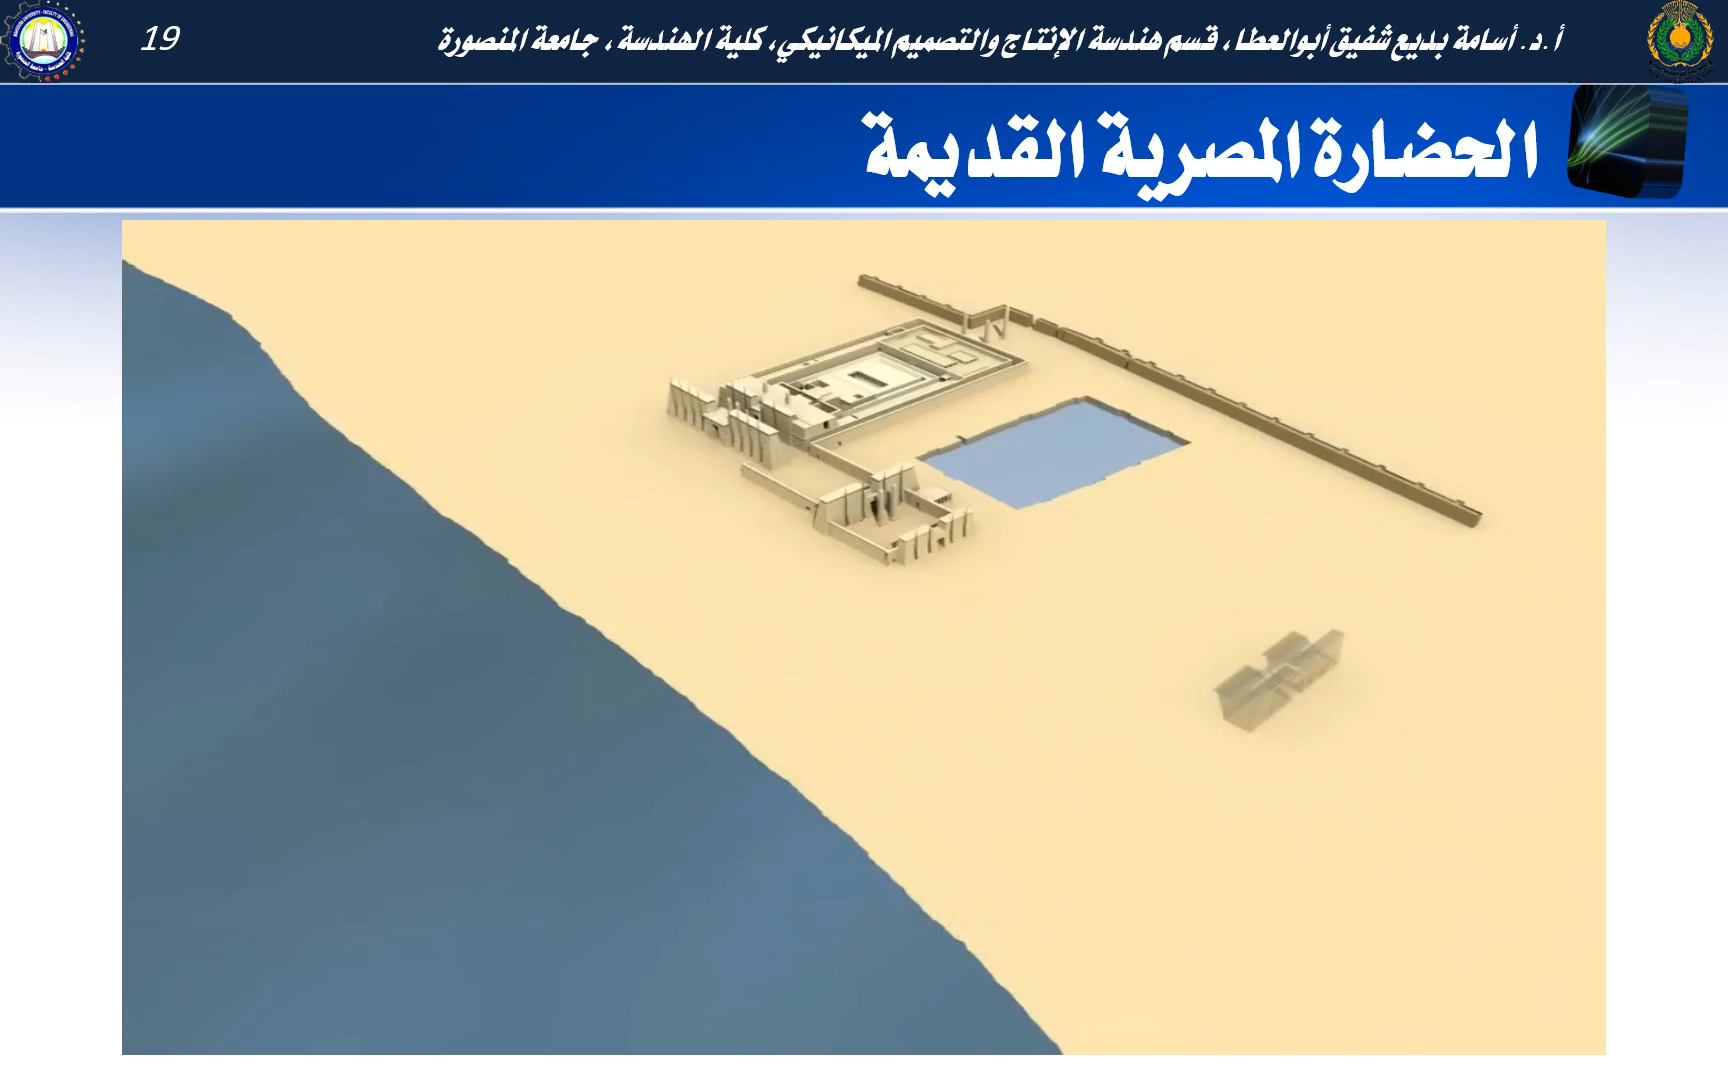 أ.د. أسامة بديع شفيق أبوالعطا ، قسم هندسة الإنتاج والتصميم الميكانيكي، كلية الهندسة ، جامعة المنصورة
19
الحضارة المصرية القديمة